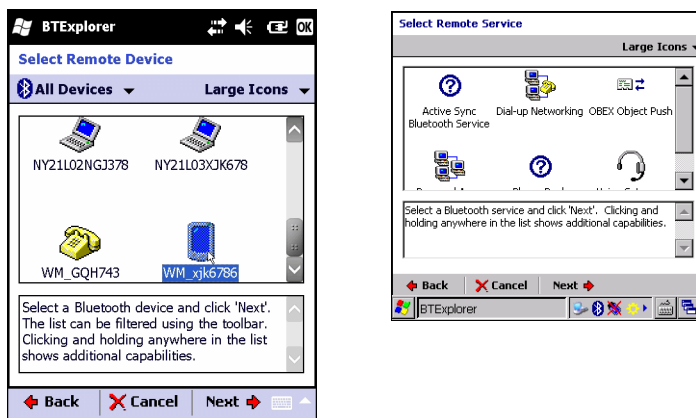 BTExplorer
OK
Select Remote Device
All Devices
Large Icons
NY21L02NGJ378
NY21L03XJK678
WM_GQH743
WM_xjk6786
Select a Bluetooth device and click 'Next'.
The list can be filtered using the toolbar.
Clicking and holding anywhere in the list
shows additional capabilities.
Back
Cancel
Next
Select Remote Service
Large Icons
Active Sync
Bluetooth Service
Dial-up Networking
OBEX Object Push
Select a Bluetooth service and click 'Next'. Clicking and
holding anywhere in the list shows additional capabilities.
Back
Cancel
Next
BTExplorer